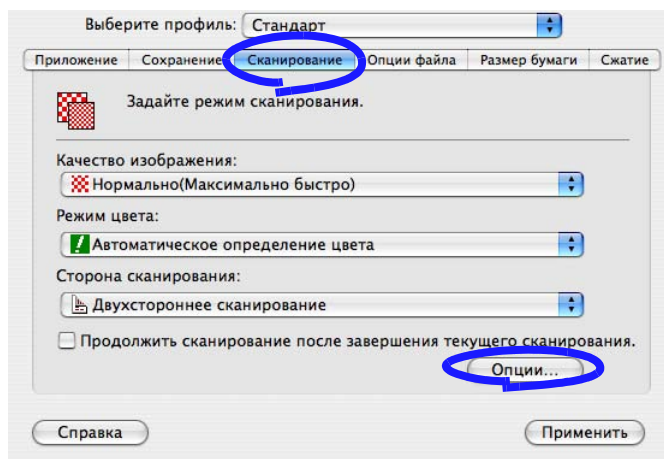 Выберите профиль: Стандарт
Приложение Сохранение Сканирование Опции файла Размер бумаги Сжатие
Задайте режим сканирования.
Качество изображения:
Нормально(Максимально быстро)
Режим цвета:
Автоматическое определение цвета
Сторона сканирования:
Двухстороннее сканирование
Продолжить сканирование после завершения текущего сканирования.
Опции...
Справка Применить